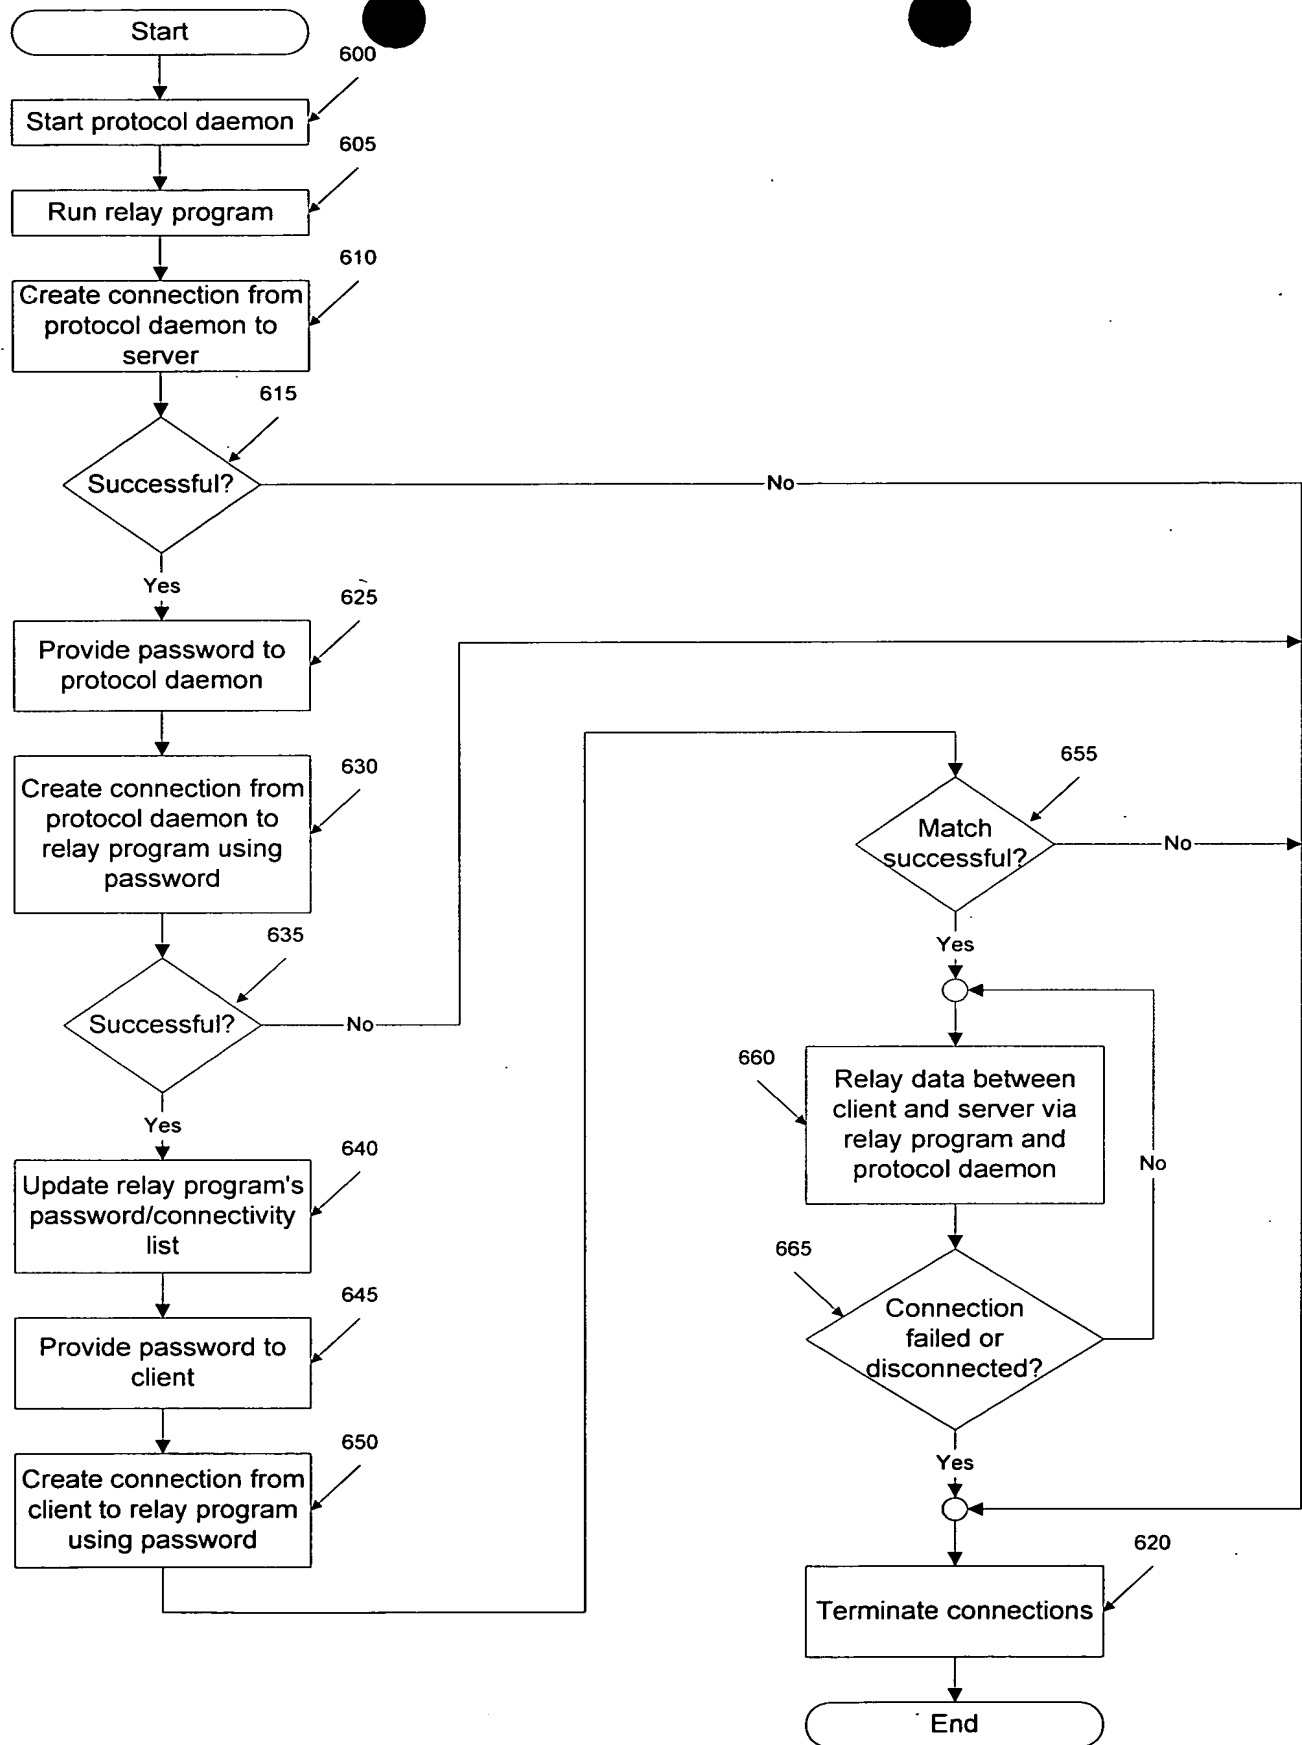 Start
600
Start protocol daemon
605
Run relay program
610
Create connection from
protocol daemon to
server
615
Successful?
No
Yes
625
Provide password to
protocol daemon
630
Create connection from
protocol daemon to
relay program using
password
635
Successful?
No
Yes
640
Update relay program's
password/connectivity
list
645
Provide password to
client
650
Create connection from
client to relay program
using password
655
Match
successful?
No
Yes
660
Relay data between
client and server via
relay program and
protocol daemon
No
665
Connection
failed or
disconnected?
Yes
620
Terminate connections
End